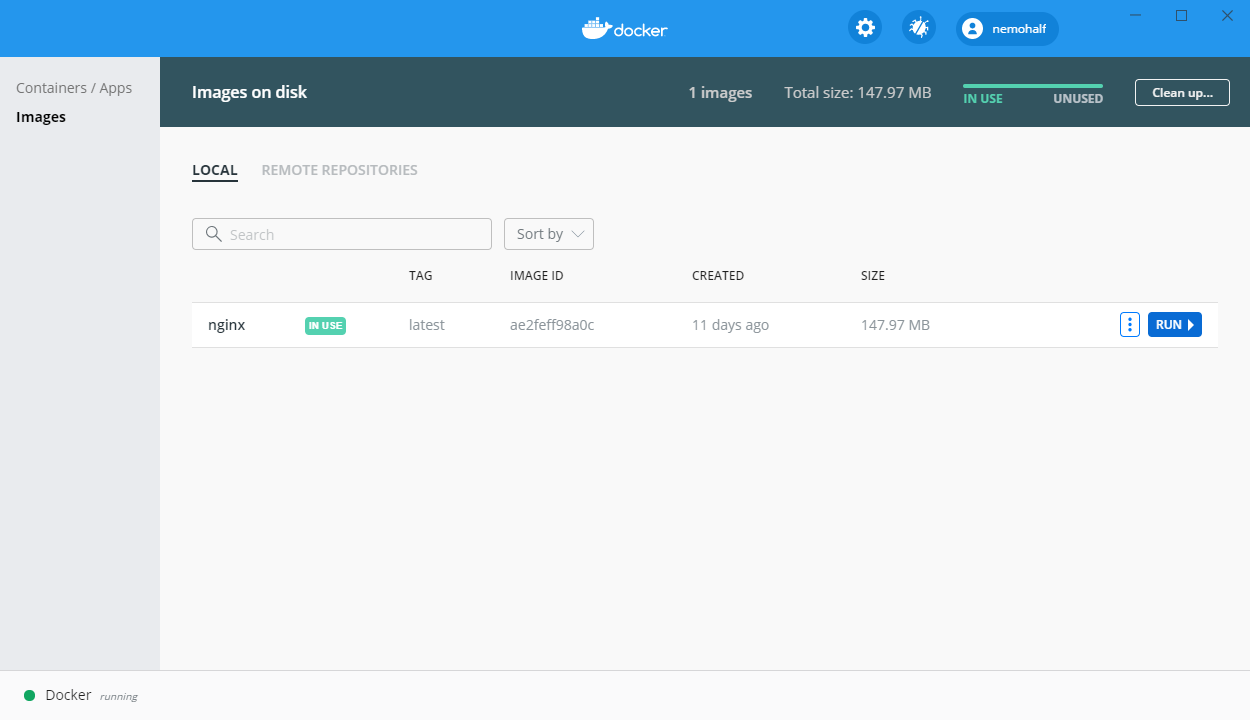 docker
nemohalf
Containers / Apps
Images
Images on disk
1 images
Total size: 147.97 MB
IN USE
UNUSED
Clean up...
LOCAL
REMOTE REPOSITORIES
Search
Sort by
TAG
IMAGE ID
CREATED
SIZE
nginx
IN USE
latest
ae2feff98a0c
11 days ago
147.97 MB
RUN
Docker
running